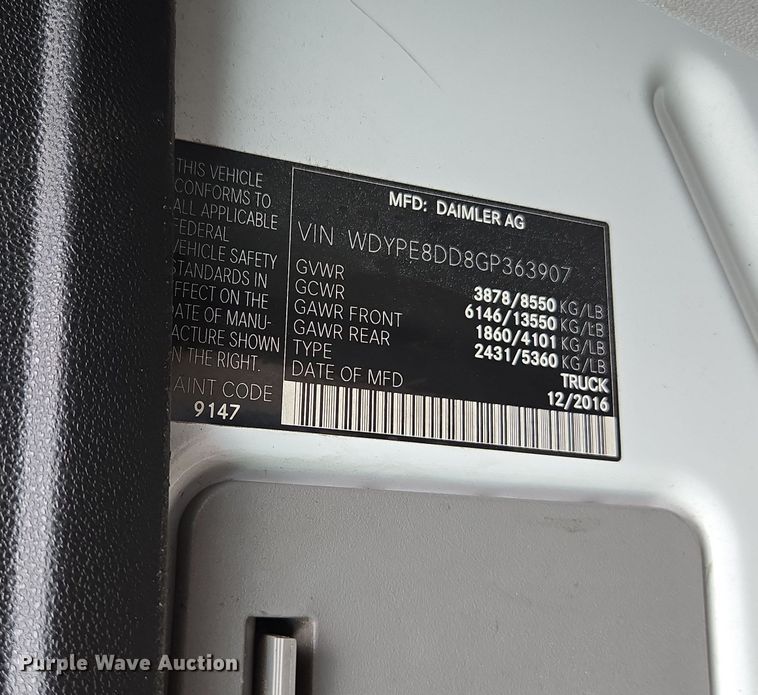 THIS VEHICLE
CONFORMS TO
ALL APPLICABLE
FEDERAL
VEHICLE SAFETY
STANDARDS IN
EFFECT ON THE
DATE OF MANU-
FACTURE SHOWN
ON THE RIGHT.
PAINT CODE
9147
MFD: DAIMLER AG
VIN WDYPE8DD8GP363907
GVWR 3878/8550 KG/LB
GCWR 6146/13550 KG/LB
GAWR FRONT 1860/4101 KG/LB
GAWR REAR 2431/5360 KG/LB
TYPE TRUCK
DATE OF MFD 12/2016
Purple Wave Auction